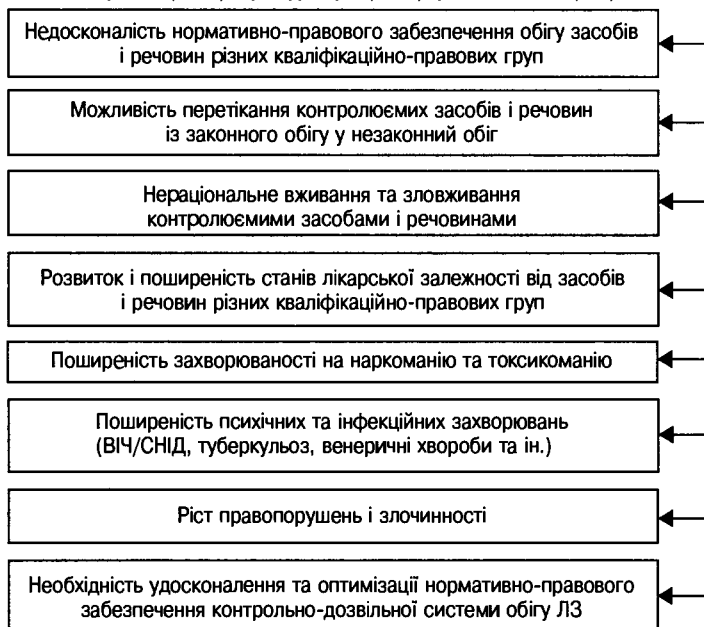 Недосконалість нормативно-правового забезпечення обігу засобів
і речовин різних кваліфікаційно-правових груп
Можливість перетікання контролюємих засобів і речовин
із законного обігу у незаконний обіг
Нераціональне вживання та зловживання
контролюємими засобами і речовинами
Розвиток і поширеність станів лікарської залежності від засобів
і речовин різних кваліфікаційно-правових груп
Поширеність захворюваності на наркоманію та токсикоманію
Поширеність психічних та інфекційних захворювань
(ВІЧ/СНІД, туберкульоз, венеричні хвороби та ін.)
Ріст правопорушень і злочинності
Необхідність удосконалення та оптимізації нормативно-правового
забезпечення контрольно-дозвільної системи обігу ЛЗ